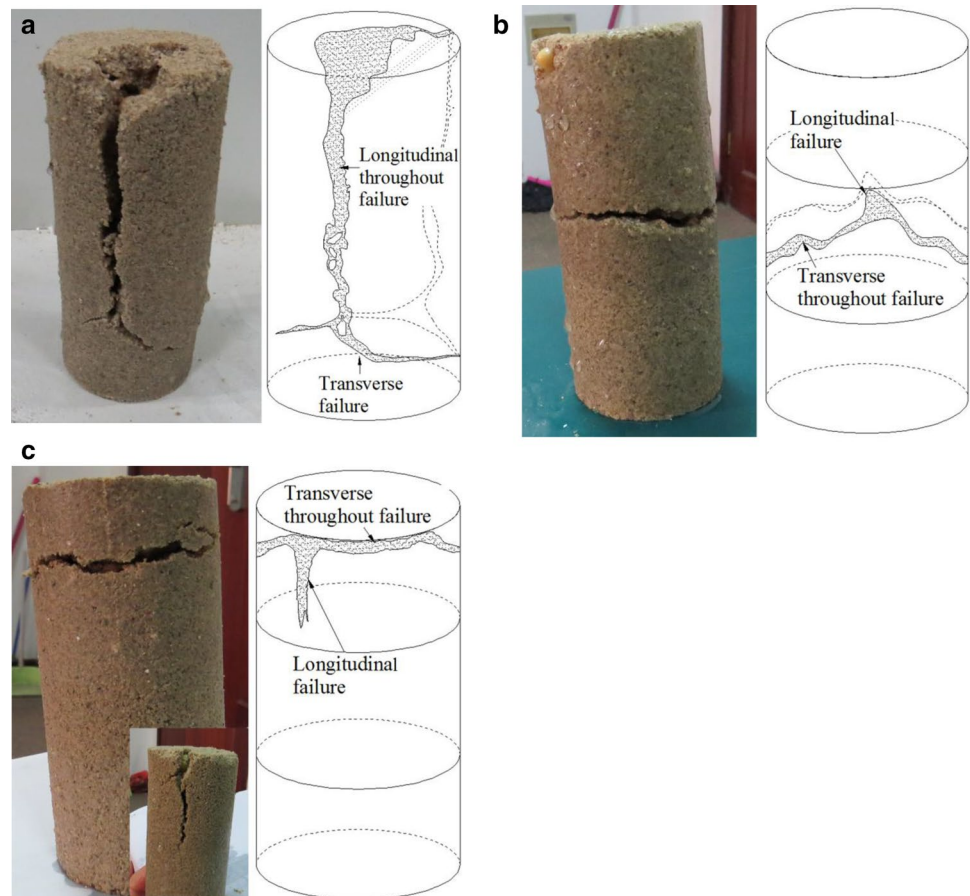 a
Longitudinal
throughout
failure
Transverse
failure
b
Longitudinal
failure
Transverse
throughout failure
c
Transverse
throughout failure
Longitudinal
failure